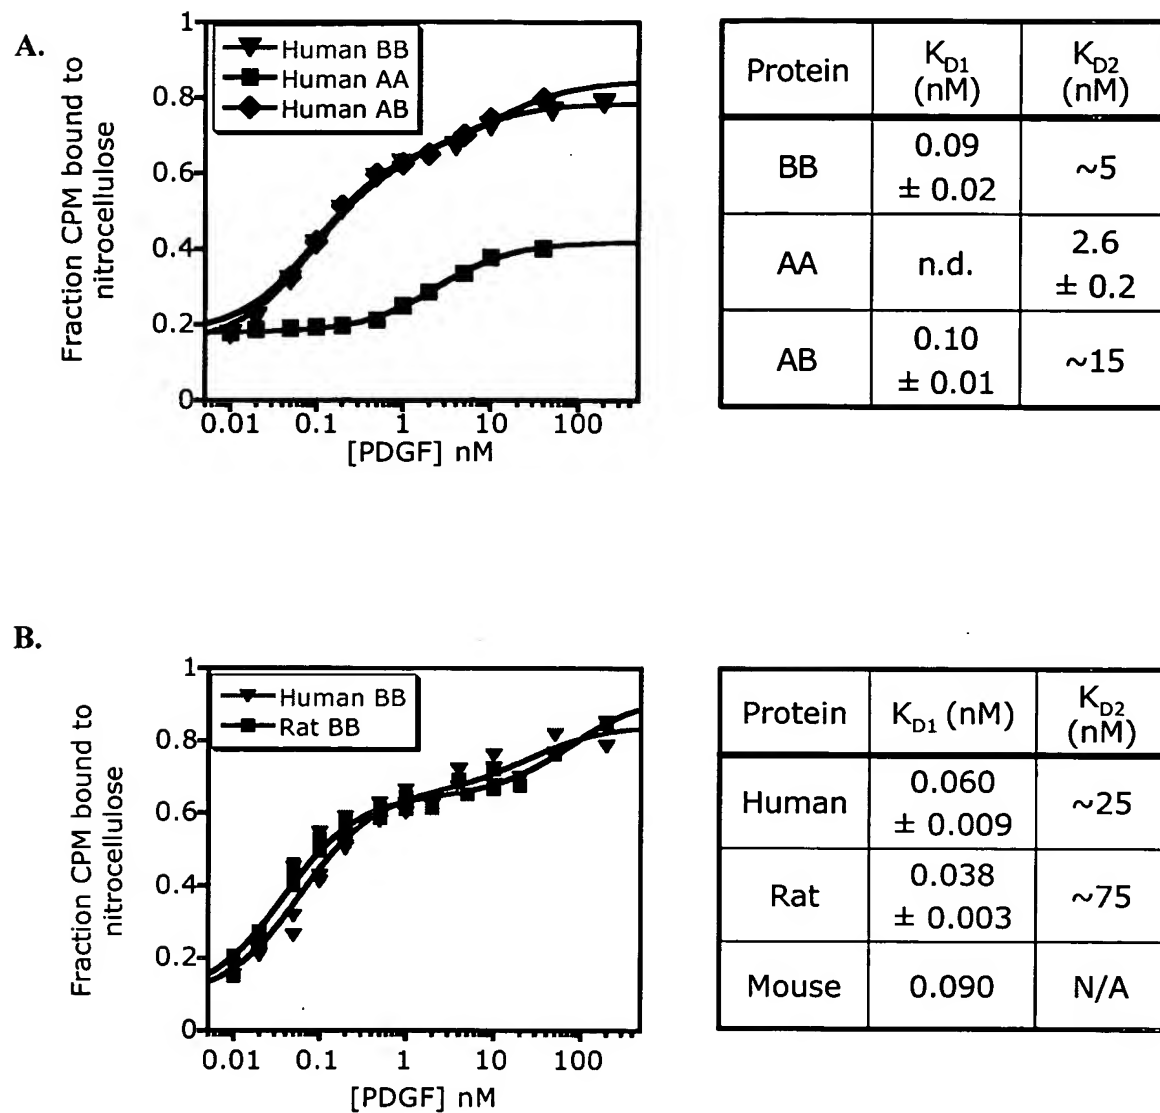 A.
Human BB
Human AA
Human AB
Fraction CPM bound to
nitrocellulose
1
0.8
0.6
0.4
0.2
0
0.01 0.1 1 10 100
[PDGF] nM
Protein K_D1 (nM) K_D2 (nM)
BB 0.09 ± 0.02 ~5
AA n.d. 2.6 ± 0.2
AB 0.10 ± 0.01 ~15
B.
Human BB
Rat BB
Fraction CPM bound to
nitrocellulose
1
0.8
0.6
0.4
0.2
0
0.01 0.1 1 10 100
[PDGF] nM
Protein K_D1 (nM) K_D2 (nM)
Human 0.060 ± 0.009 ~25
Rat 0.038 ± 0.003 ~75
Mouse 0.090 N/A